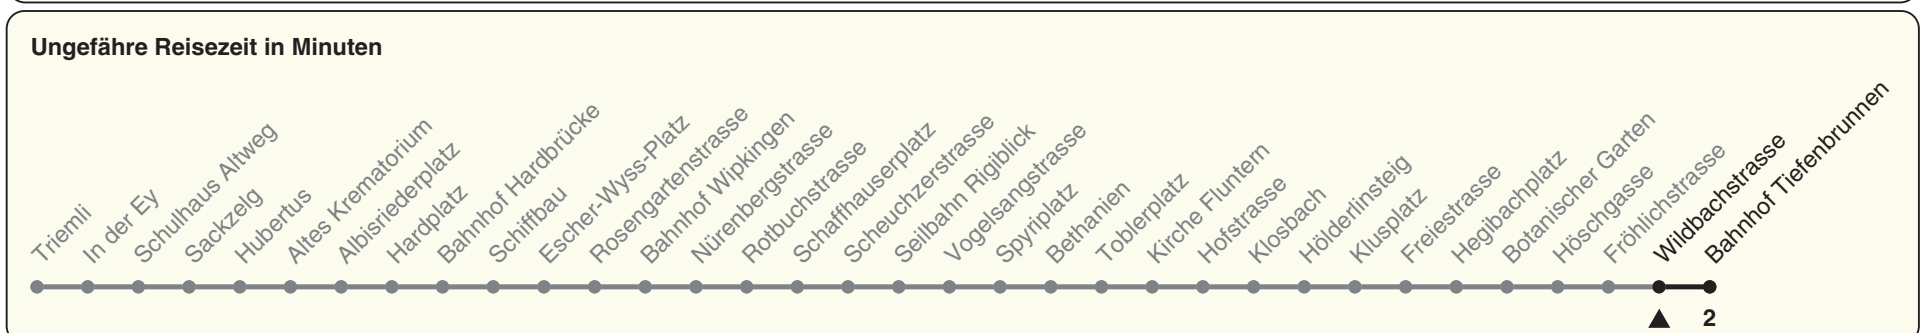 Ungefähre Reisezeit in Minuten
Triemli
In der Ey
Schulhaus Altweg
Sackzelg
Hubertus
Altes Krematorium
Albisriederplatz
Hardplatz
Bahnhof Hardbrücke
Schiffbau
Escher-Wyss-Platz
Rosengartenstrasse
Bahnhof Wipkingen
Nürenbergstrasse
Rotbuchstrasse
Schaffhauserplatz
Scheuchzerstrasse
Seilbahn Rigiblick
Vogelsangstrasse
Spyriplatz
Bethanien
Toblerplatz
Kirche Fluntern
Hofstrasse
Klosbach
Hölderlinsteig
Klusplatz
Freiestrasse
Hegibachplatz
Botanischer Garten
Höschgasse
Fröhlichstrasse
Wildbachstrasse
Bahnhof Tiefenbrunnen
2